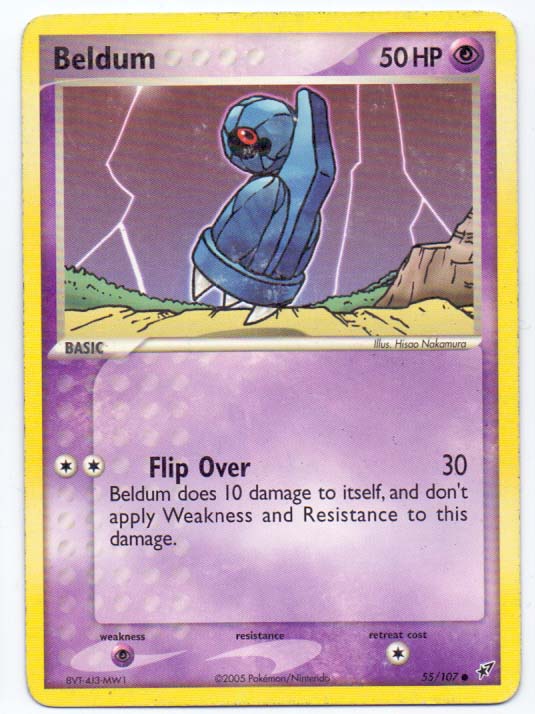 Beldum 50 HP
BASIC
Illus. Hisao Nakamura
Flip Over 30
Beldum does 10 damage to itself, and don't
apply Weakness and Resistance to this
damage.
weakness resistance retreat cost
BVT-4J3-MW1 ©2005 Pokémon/Nintendo 55/107 ●